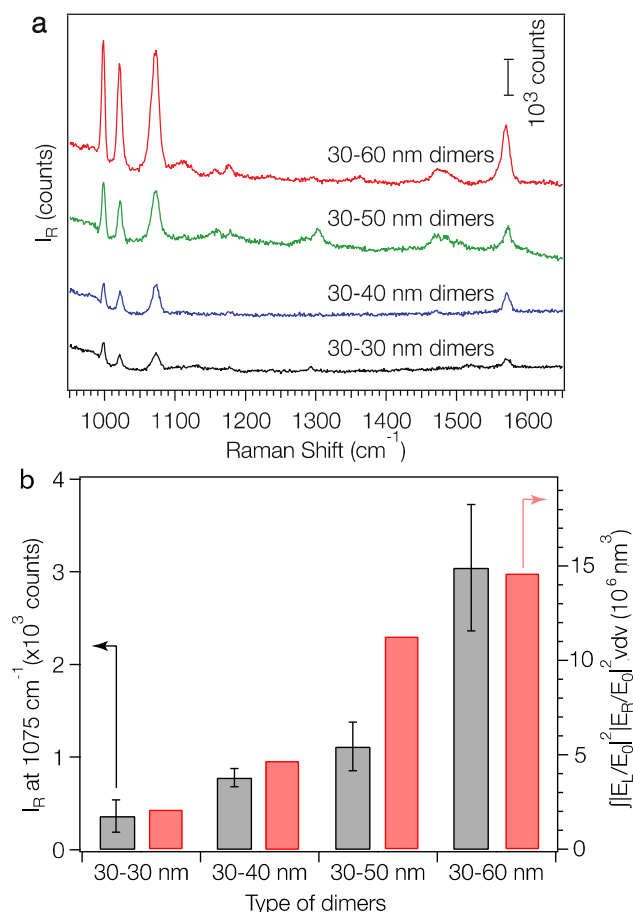 a
10³ counts
I_R (counts)
30-60 nm dimers
30-50 nm dimers
30-40 nm dimers
30-30 nm dimers
1000 1100 1200 1300 1400 1500 1600
Raman Shift (cm⁻¹)
b
4
3
2
1
0
I_R at 1075 cm⁻¹ (x10³ counts)
15
10
5
0
∫|E_L/E_0|²|E_R/E_0|².vdv (10⁶ nm³)
30-30 nm 30-40 nm 30-50 nm 30-60 nm
Type of dimers